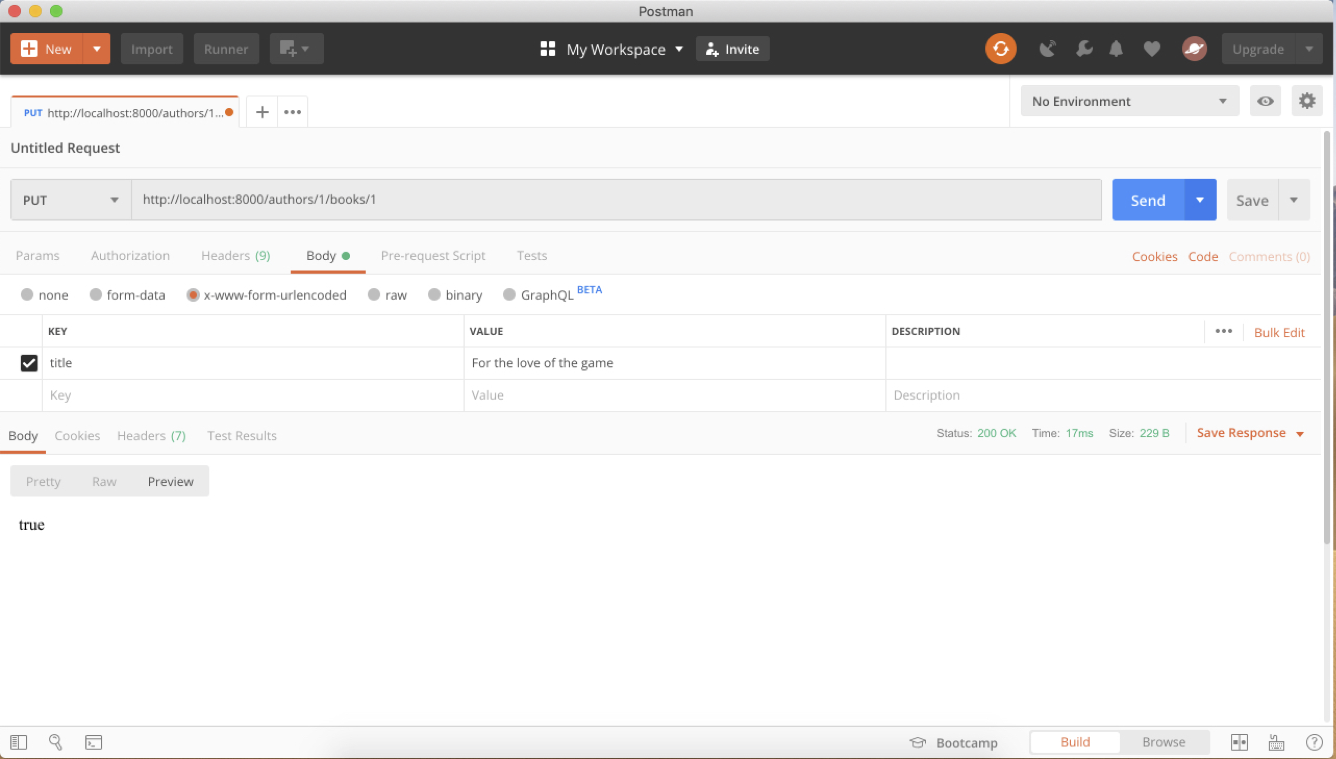 Postman
New Import Runner My Workspace Invite Upgrade
PUT http://localhost:8000/authors/1... No Environment
Untitled Request
PUT http://localhost:8000/authors/1/books/1 Send Save
Params Authorization Headers (9) Body Pre-request Script Tests Cookies Code Comments (0)
none form-data x-www-form-urlencoded raw binary GraphQL BETA
KEY VALUE DESCRIPTION Bulk Edit
title For the love of the game
Key Value Description
Body Cookies Headers (7) Test Results Status: 200 OK Time: 17ms Size: 229 B Save Response
Pretty Raw Preview
true
Bootcamp Build Browse